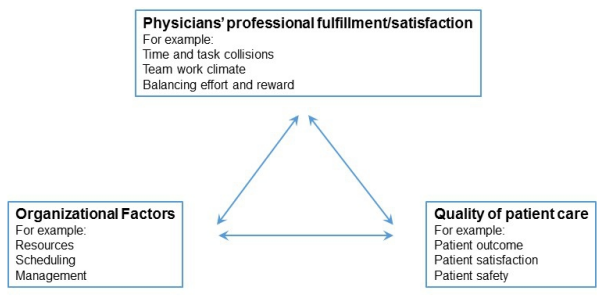 Physicians' professional fulfillment/satisfaction
For example:
Time and task collisions
Team work climate
Balancing effort and reward
Organizational Factors
For example:
Resources
Scheduling
Management
Quality of patient care
For example:
Patient outcome
Patient satisfaction
Patient safety